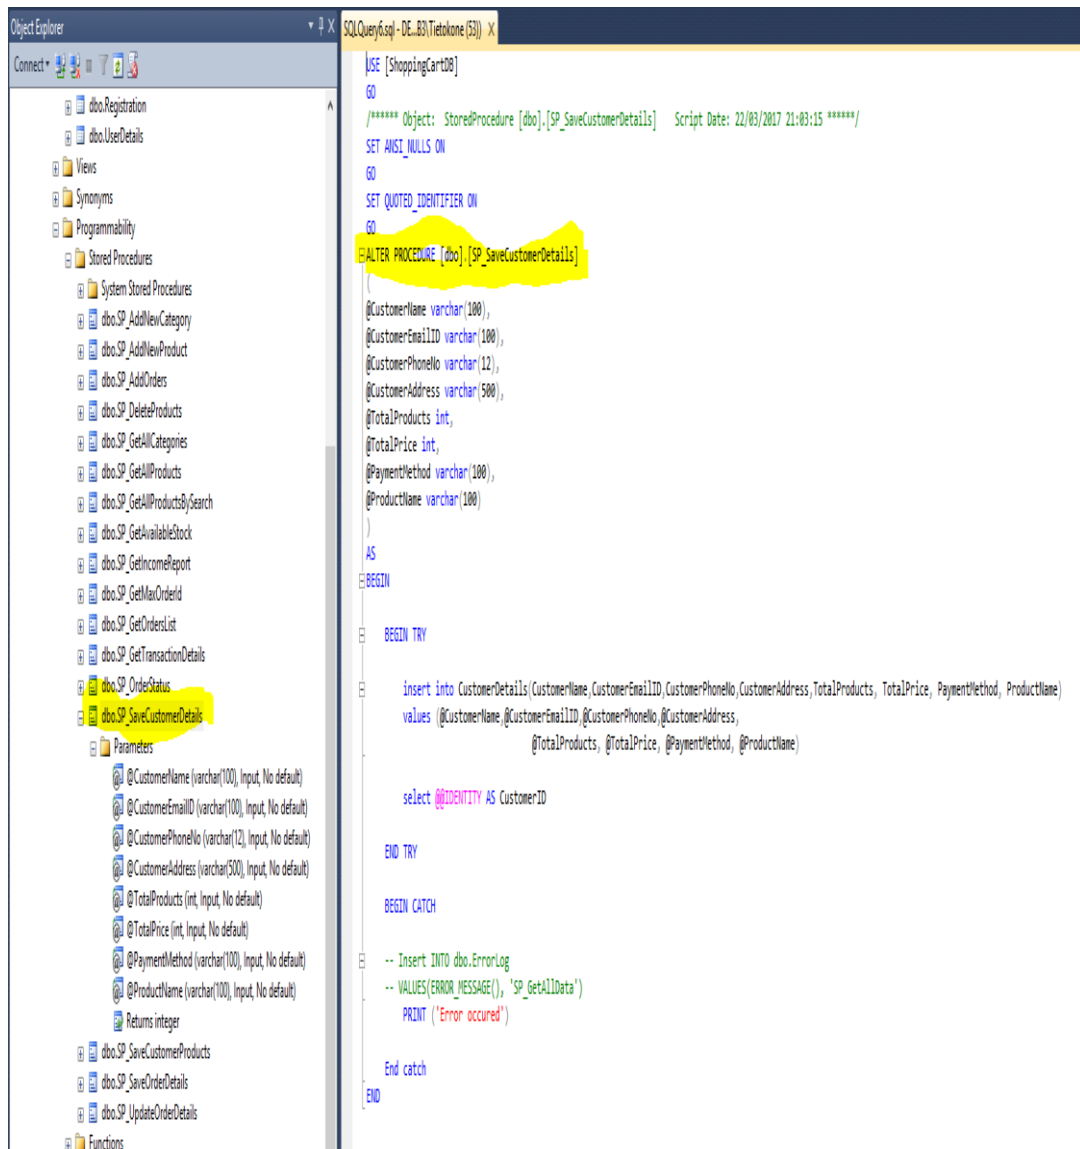 Object Explorer
Connect
dbo.Registration
dbo.UserDetails
Views
Synonyms
Programmability
Stored Procedures
System Stored Procedures
dbo.SP_AddNewCategory
dbo.SP_AddNewProduct
dbo.SP_AddOrders
dbo.SP_DeleteProducts
dbo.SP_GetAllCategories
dbo.SP_GetAllProducts
dbo.SP_GetAllProductsBySearch
dbo.SP_GetAvailableStock
dbo.SP_GetIncomeReport
dbo.SP_GetMaxOrderId
dbo.SP_GetOrdersList
dbo.SP_GetTransactionDetails
dbo.SP_OrderStatus
dbo.SP_SaveCustomerDetails
Parameters
@CustomerName (varchar(100), Input, No default)
@CustomerEmailID (varchar(100), Input, No default)
@CustomerPhoneNo (varchar(12), Input, No default)
@CustomerAddress (varchar(500), Input, No default)
@TotalProducts (int, Input, No default)
@TotalPrice (int, Input, No default)
@PaymentMethod (varchar(100), Input, No default)
@ProductName (varchar(100), Input, No default)
Returns integer
dbo.SP_SaveCustomerProducts
dbo.SP_SaveOrderDetails
dbo.SP_UpdateOrderDetails
Functions
SQLQuery6.sql - DE...B3\Tietokone (53)) X
USE [ShoppingCartDB]
GO
/****** Object:  StoredProcedure [dbo].[SP_SaveCustomerDetails]    Script Date: 22/03/2017 21:03:15 ******/
SET ANSI_NULLS ON
GO
SET QUOTED_IDENTIFIER ON
GO
ALTER PROCEDURE [dbo].[SP_SaveCustomerDetails]
(
@CustomerName varchar(100),
@CustomerEmailID varchar(100),
@CustomerPhoneNo varchar(12),
@CustomerAddress varchar(500),
@TotalProducts int,
@TotalPrice int,
@PaymentMethod varchar(100),
@ProductName varchar(100)
)
AS
BEGIN
BEGIN TRY
insert into CustomerDetails(CustomerName,CustomerEmailID,CustomerPhoneNo,CustomerAddress,TotalProducts, TotalPrice, PaymentMethod, ProductName)
values (@CustomerName,@CustomerEmailID,@CustomerPhoneNo,@CustomerAddress,
@TotalProducts, @TotalPrice, @PaymentMethod, @ProductName)
select @@IDENTITY AS CustomerID
END TRY
BEGIN CATCH
-- Insert INTO dbo.ErrorLog
-- VALUES(ERROR_MESSAGE(), 'SP_GetAllData')
PRINT ('Error occured')
End catch
END